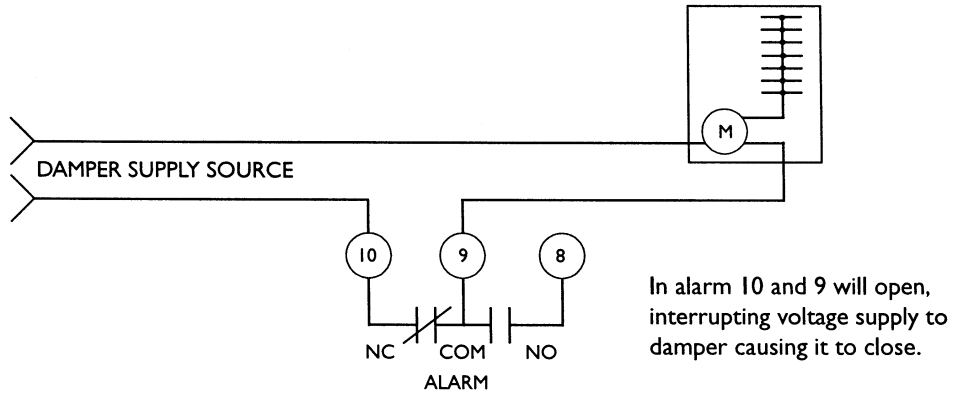 M
DAMPER SUPPLY SOURCE
10 9 8
In alarm 10 and 9 will open,
interrupting voltage supply to
damper causing it to close.
NC COM NO
ALARM